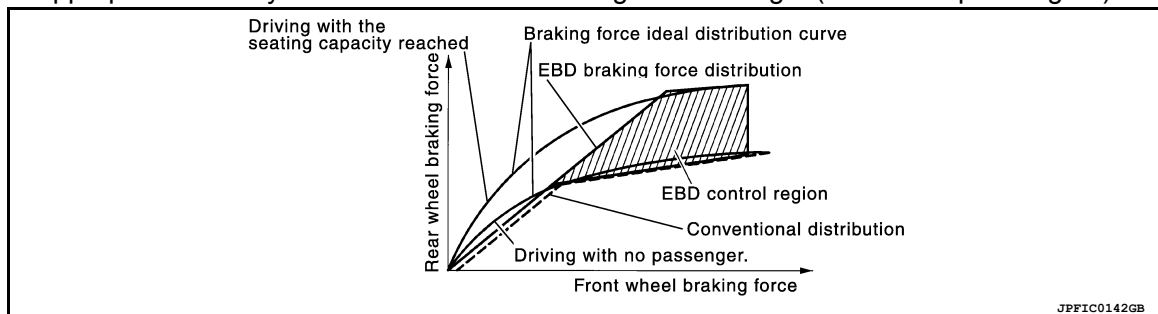 Driving with the
seating capacity reached
Braking force ideal distribution curve
EBD braking force distribution
Rear wheel braking force
EBD control region
Conventional distribution
Driving with no passenger.
Front wheel braking force
JPFIC0142GB